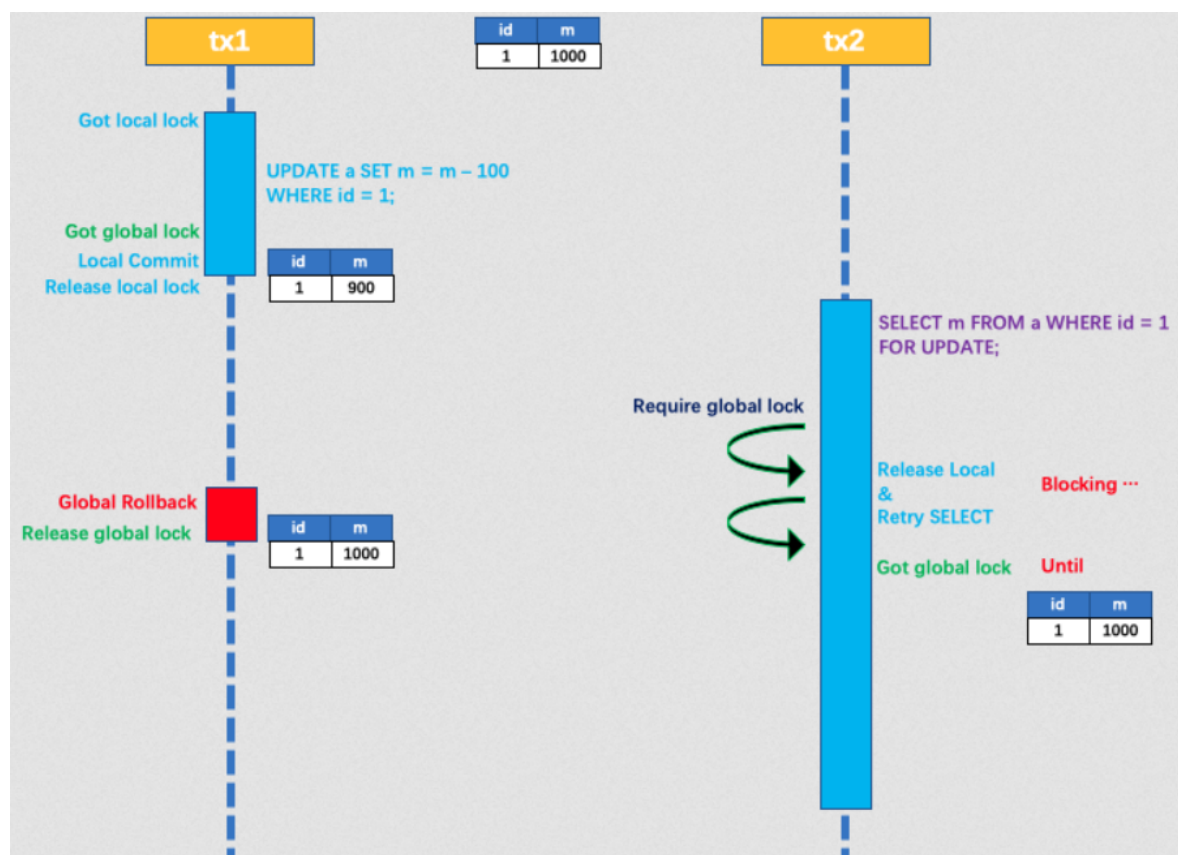 tx1
id m
1 1000
tx2
Got local lock
UPDATE a SET m = m – 100
WHERE id = 1;
Got global lock
Local Commit
Release local lock
id m
1 900
SELECT m FROM a WHERE id = 1
FOR UPDATE;
Require global lock
Release Local
&
Retry SELECT
Blocking ···
Global Rollback
Release global lock
id m
1 1000
Got global lock
Until
id m
1 1000